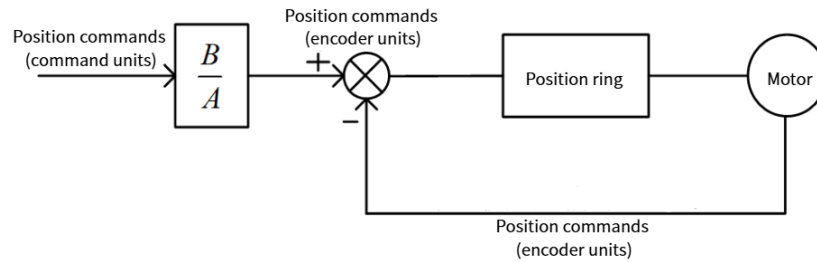 Position commands
(command units)
B
A
Position commands
(encoder units)
+
−
Position ring
Motor
Position commands
(encoder units)